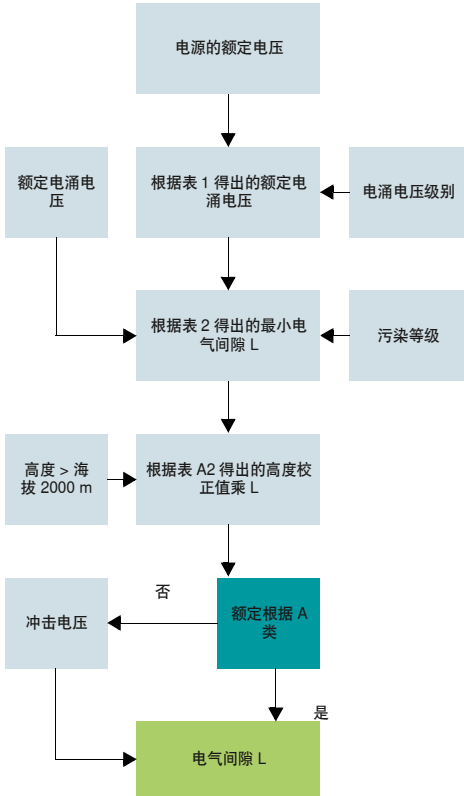 电源的额定电压
额定电涌电
压
根据表 1 得出的额定电
涌电压
电涌电压级别
根据表 2 得出的最小电
气间隙 L
污染等级
高度 > 海
拔 2000 m
根据表 A2 得出的高度校
正值乘 L
否
冲击电压
额定根据 A
类
是
电气间隙 L